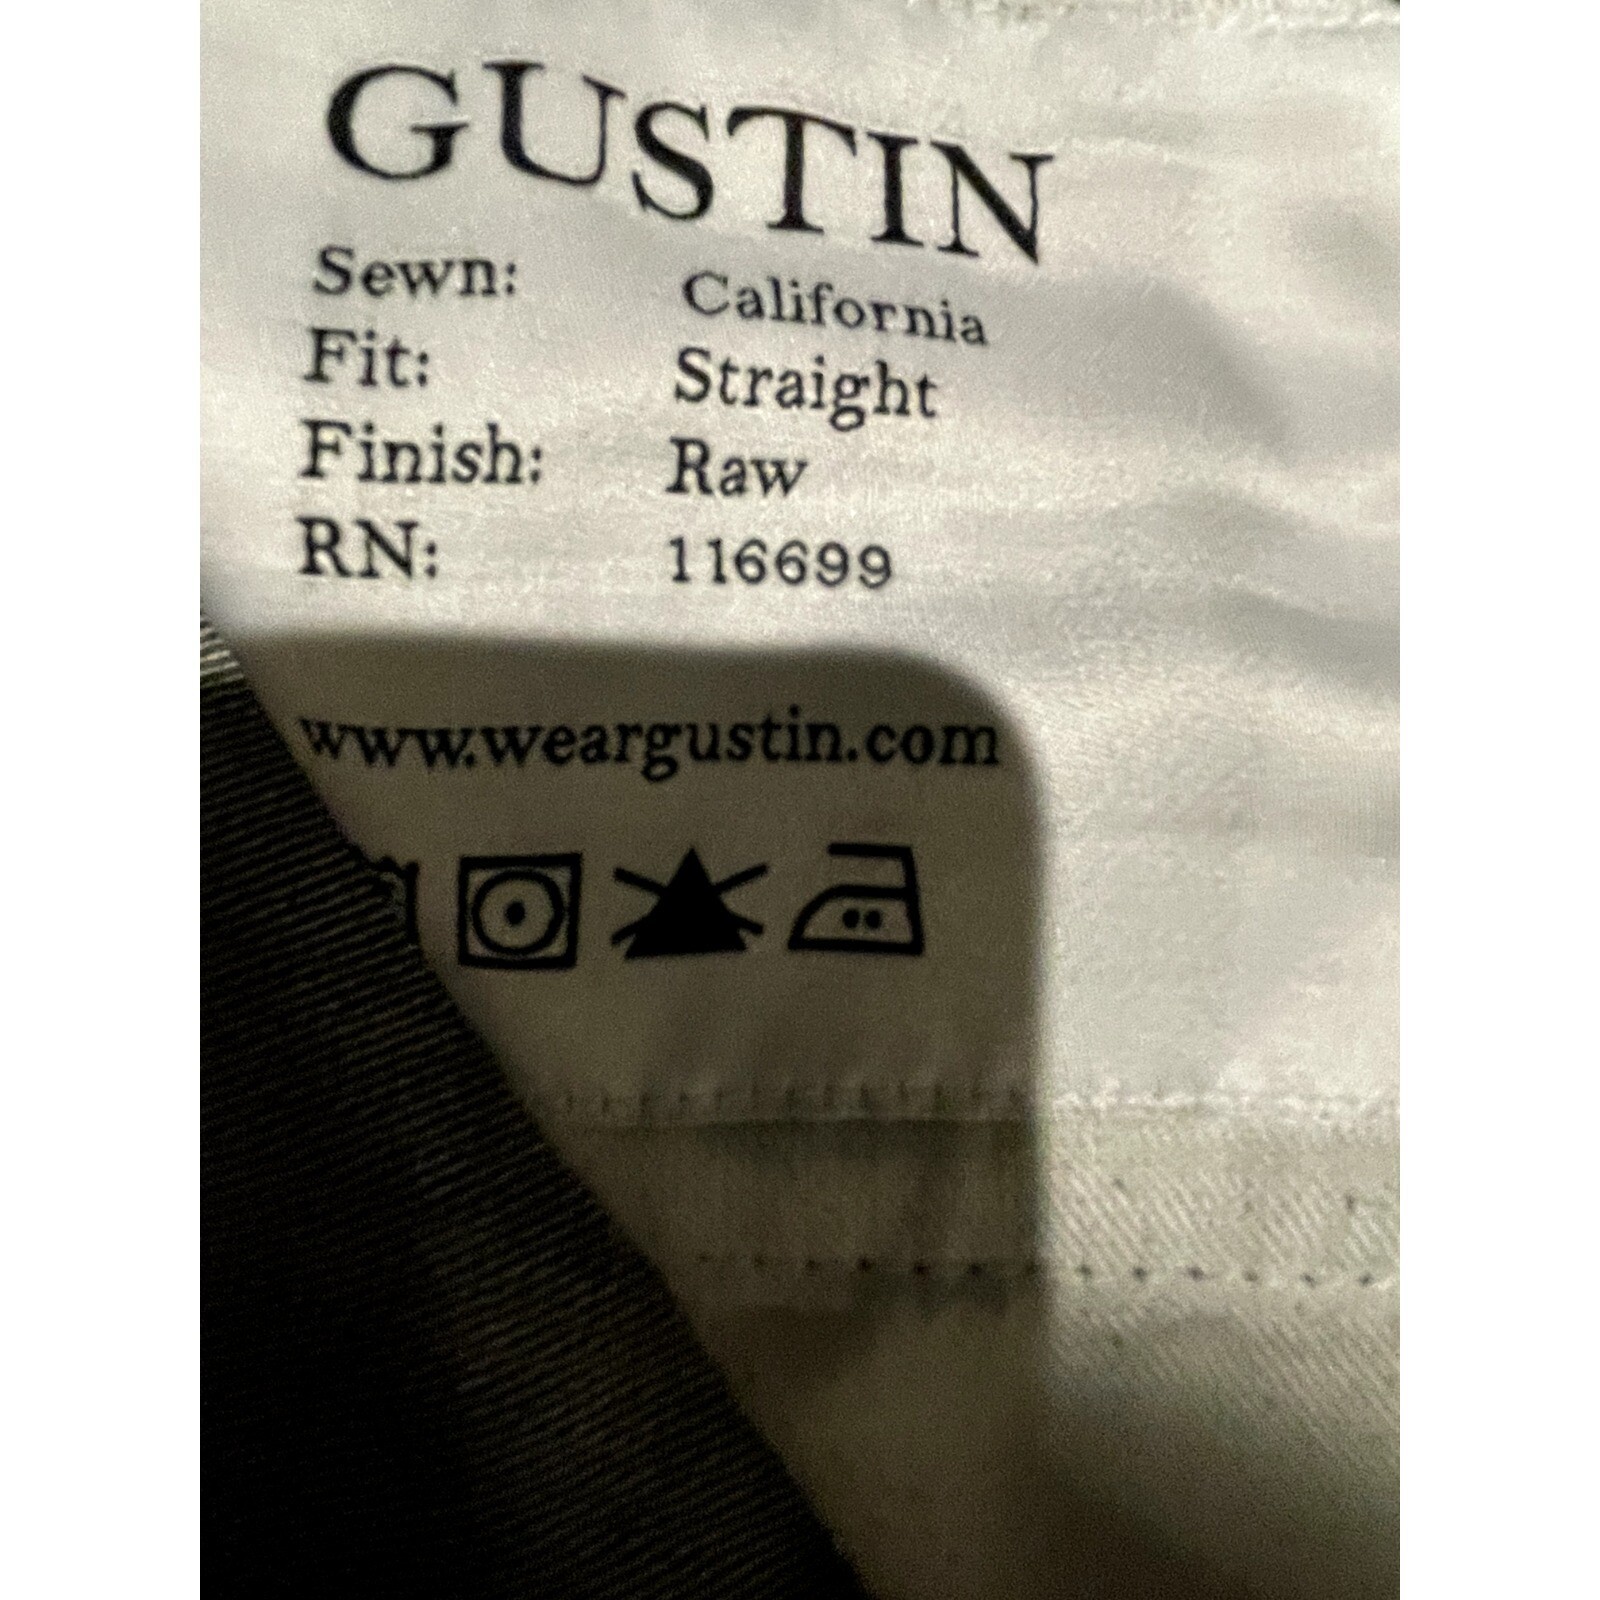 GUSTIN
Sewn: California
Fit: Straight
Finish: Raw
RN: 116699
www.weargustin.com